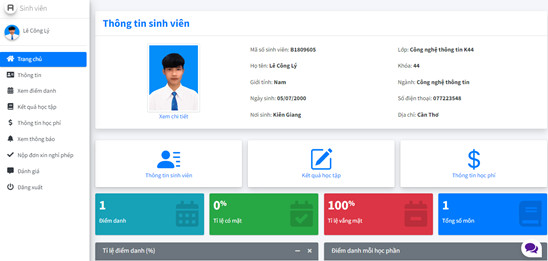 Sinh viên
Lê Công Lý
Trang chủ
Thông tin
Xem điểm danh
Kết quả học tập
Thông tin học phí
Xem thông báo
Nộp đơn xin nghỉ phép
Đánh giá
Đăng xuất
Thông tin sinh viên
Xem chi tiết
Mã số sinh viên: B1809605
Họ tên: Lê Công Lý
Giới tính: Nam
Ngày sinh: 05/07/2000
Nơi sinh: Kiên Giang
Lớp: Công nghệ thông tin K44
Khóa: 44
Ngành: Công nghệ thông tin
Số điện thoại: 077223548
Địa chỉ: Cần Thơ
Thông tin sinh viên
Kết quả học tập
Thông tin học phí
1
Điểm danh
0%
Tỉ lệ có mặt
100%
Tỉ lệ vắng mặt
1
Tổng số môn
Tỉ lệ điểm danh (%)
Điểm danh mỗi học phần